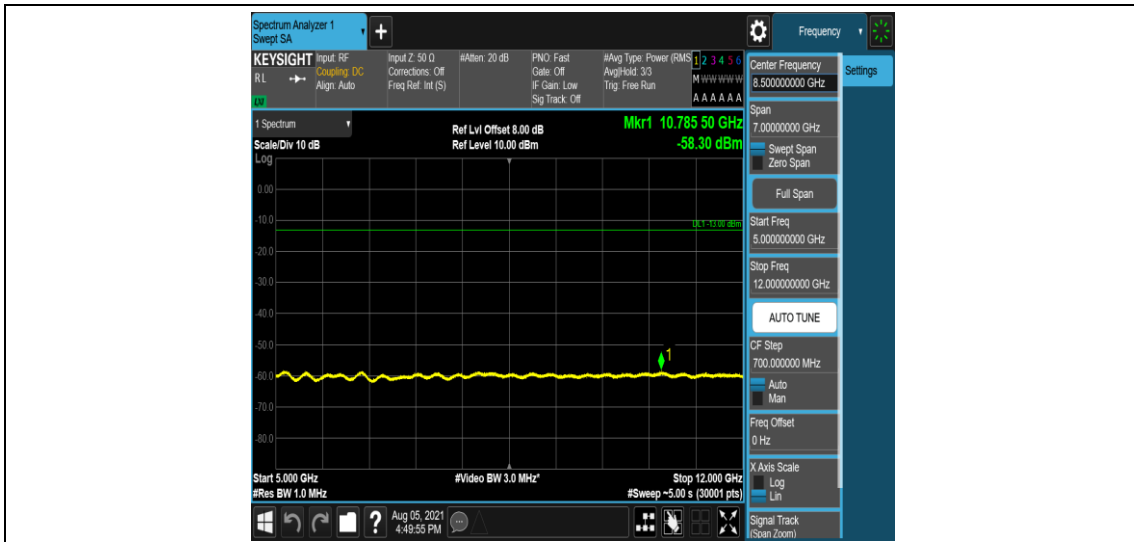 Spectrum Analyzer 1
Swept SA
+
Frequency
KEYSIGHT
RL
LM
Input: RF
Coupling: DC
Align: Auto
Input Z: 50 Ω
Corrections: Off
Freq Ref: Int (S)
#Atten: 20 dB
PNO: Fast
Gate: Off
IF Gain: Low
Sig Track: Off
#Avg Type: Power (RMS
Avg|Hold: 3/3
Trig: Free Run
1 2 3 4 5 6
M W W W W W
A A A A A A
1 Spectrum
Scale/Div 10 dB
Log
Ref Lvl Offset 8.00 dB
Ref Level 10.00 dBm
Mkr1 10.785 50 GHz
-58.30 dBm
0.00
-10.0
DL1 -13.00 dBm
-20.0
-30.0
-40.0
-50.0
1
-60.0
-70.0
-80.0
Start 5.000 GHz
#Res BW 1.0 MHz
#Video BW 3.0 MHz*
Stop 12.000 GHz
#Sweep ~5.00 s (30001 pts)
?
Aug 05, 2021
4:49:55 PM
Center Frequency
8.500000000 GHz
Settings
Span
7.00000000 GHz
Swept Span
Zero Span
Full Span
Start Freq
5.000000000 GHz
Stop Freq
12.000000000 GHz
AUTO TUNE
CF Step
700.000000 MHz
Auto
Man
Freq Offset
0 Hz
X Axis Scale
Log
Lin
Signal Track
(Span Zoom)